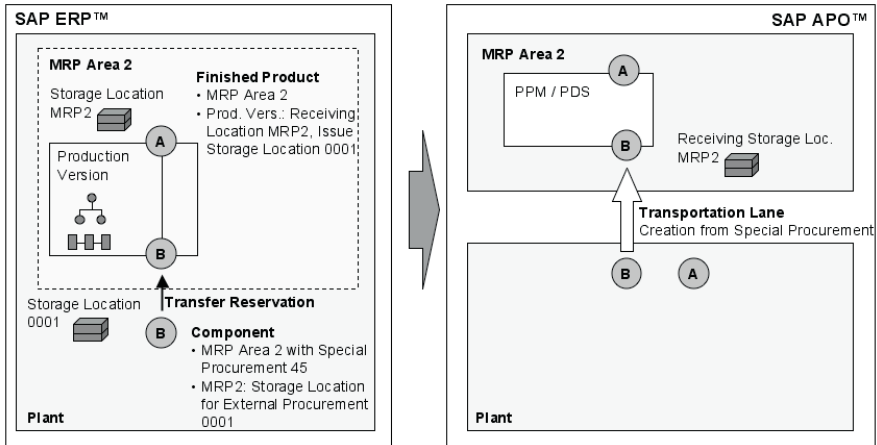 SAP ERP™
MRP Area 2
Storage Location
MRP2
Finished Product
• MRP Area 2
• Prod. Vers.: Receiving
Location MRP2, Issue
Storage Location 0001
A
Production
Version
B
Storage Location
0001
Transfer Reservation
B
Component
• MRP Area 2 with Special
Procurement 45
• MRP2: Storage Location
for External Procurement
0001
Plant
SAP APO™
MRP Area 2
A
PPM / PDS
B
Receiving Storage Loc.
MRP2
Transportation Lane
Creation from Special Procurement
B
A
Plant